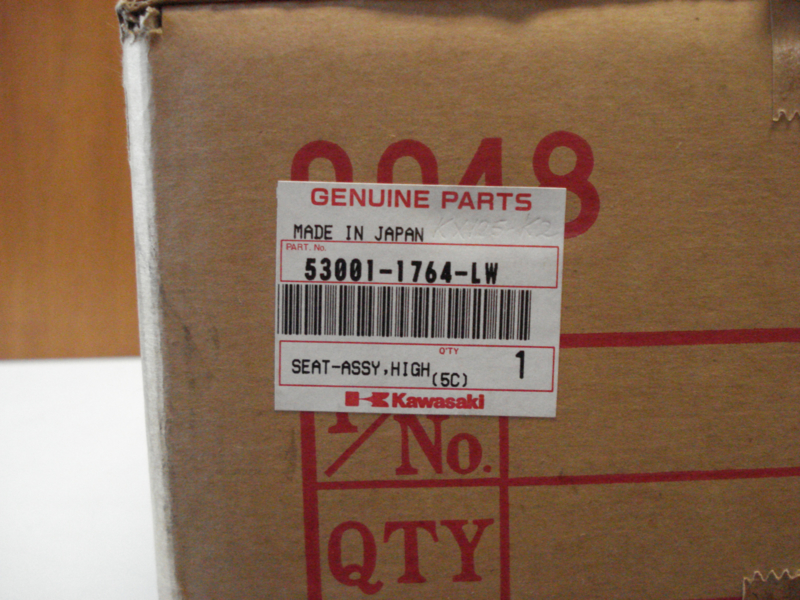 GENUINE PARTS
MADE IN JAPAN
PART. No.
53001-1764-LW
Q'TY
SEAT-ASSY,HIGH (5C) 1
Kawasaki
/No.
QTY